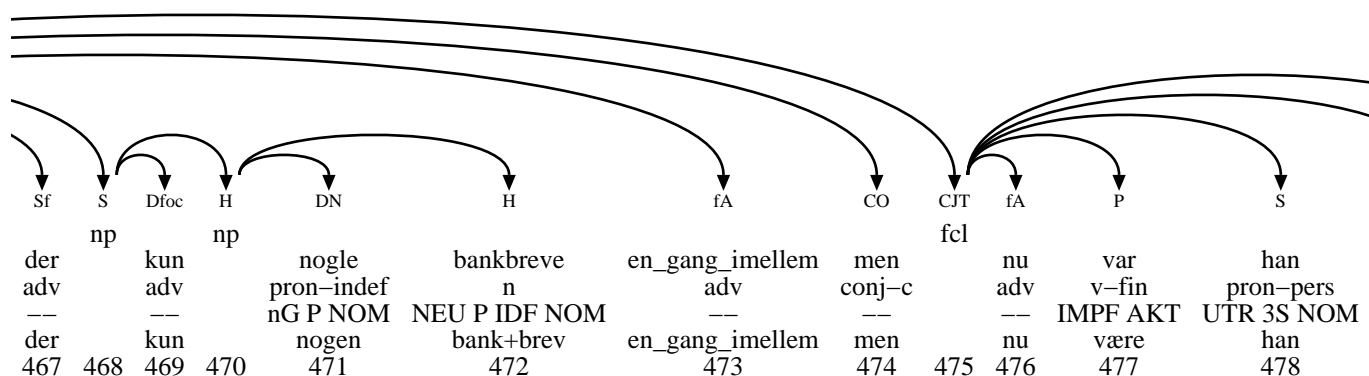 Sf S Dfoc H DN H fA CO CJT fA P S
np np fcl
der kun nogle bankbreve en_gang_imellem men nu var han
adv adv pron−indef n adv conj−c adv v−fin pron−pers
−− −− nG P NOM NEU P IDF NOM −− −− −− IMPF AKT UTR 3S NOM
der kun nogen bank+brev en_gang_imellem men nu være han
467 468 469 470 471 472 473 474 475 476 477 478